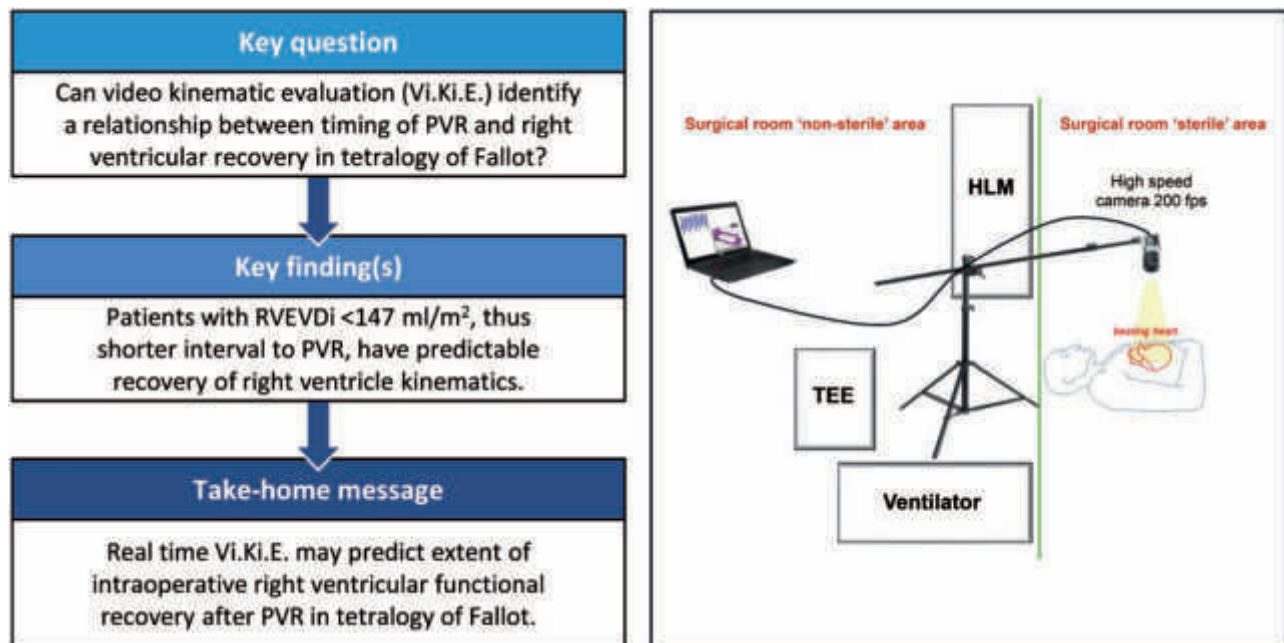 Key question
Can video kinematic evaluation (Vi.Ki.E.) identify
a relationship between timing of PVR and right
ventricular recovery in tetralogy of Fallot?
Key finding(s)
Patients with RVEVDi <147 ml/m², thus
shorter interval to PVR, have predictable
recovery of right ventricle kinematics.
Take-home message
Real time Vi.Ki.E. may predict extent of
intraoperative right ventricular functional
recovery after PVR in tetralogy of Fallot.
Surgical room 'non-sterile' area
Surgical room 'sterile' area
HLM
High speed
camera 200 fps
beating heart
TEE
Ventilator